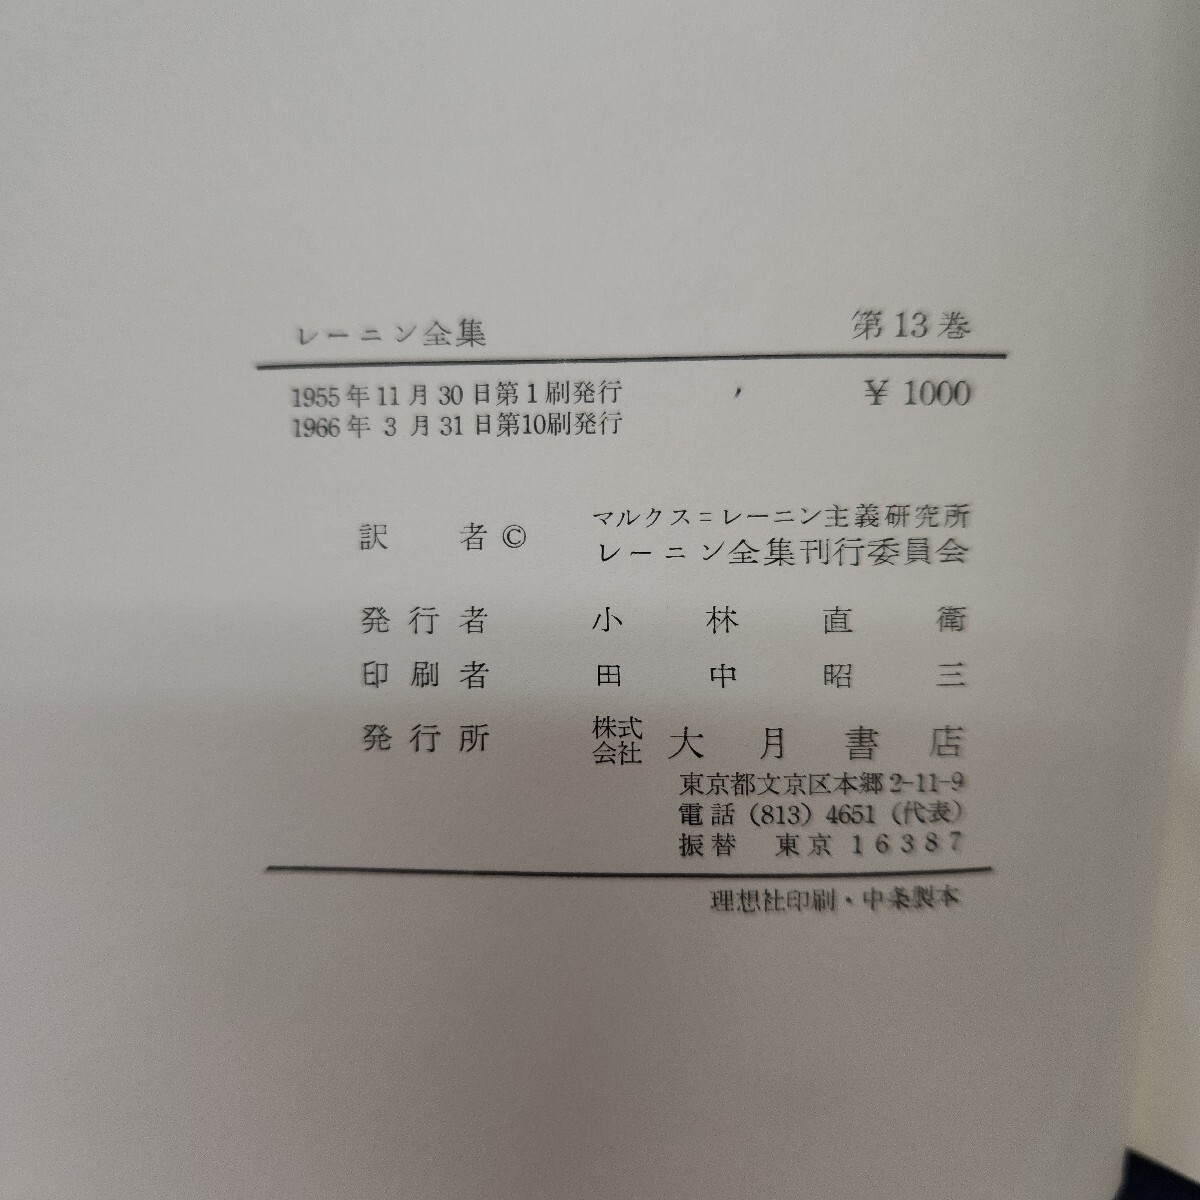 レーニン全集 第13巻
1955年11月30日第1刷発行 ¥1000
1966年3月31日第10刷発行
訳者© マルクス=レーニン主義研究所
レーニン全集刊行委員会
発行者 小林直衛
印刷者 田中昭三
発行所 株式会社 大月書店
東京都文京区本郷2-11-9
電話(813)4651(代表)
振替 東京16387
理想社印刷・中条製本